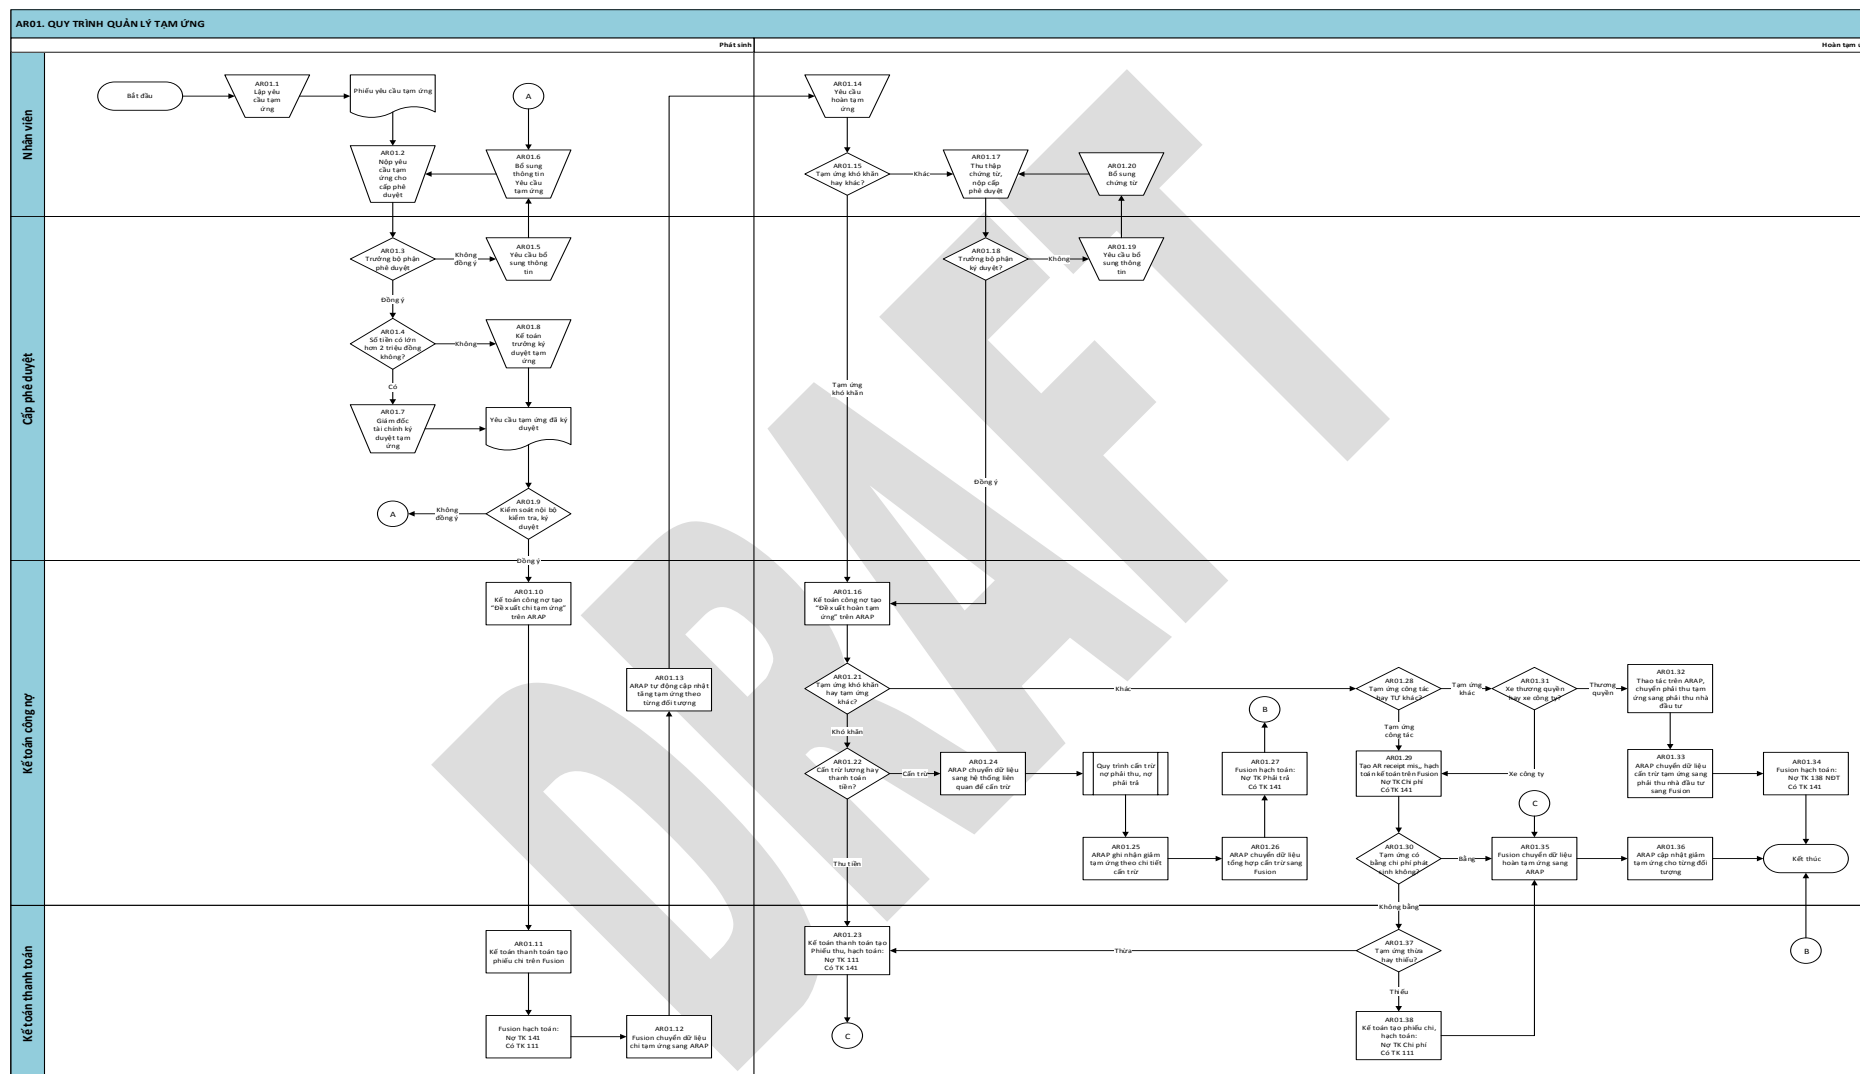 AR01. QUY TRÌNH QUẢN LÝ TẠM ỨNG
Phát sinh
Hoàn tạm
Nhân viên
Bắt đầu
AR01.1
Lập yêu
cầu tạm
ứng
Phiếu yêu cầu tạm ứng
A
AR01.2
Nộp yêu
cầu tạm
ứng cho
cấp phê
duyệt
AR01.6
Bổ sung
thông tin
Yêu cầu
tạm ứng
AR01.14
Yêu cầu
hoàn tạm
ứng
AR01.15
Tạm ứng khó khăn
hay khác?
Khác
AR01.17
Thu thập
chứng từ,
nộp cấp
phê duyệt
AR01.20
Bổ sung
chứng từ
Cấp phê duyệt
AR01.3
Trưởng bộ phận
phê duyệt
Không
đồng ý
AR01.5
Yêu cầu bổ
sung thông
tin
Đồng ý
AR01.4
Số tiền có lớn
hơn 2 triệu đồng
không?
Không
AR01.8
Kế toán
trưởng ký
duyệt tạm
ứng
Có
AR01.7
Giám đốc
tài chính ký
duyệt tạm
ứng
Yêu cầu tạm ứng đã ký
duyệt
AR01.9
Kiểm soát nội bộ
kiểm tra, ký
duyệt
Không
đồng ý
A
Đồng ý
AR01.18
Trưởng bộ phận
ký duyệt?
Không
AR01.19
Yêu cầu bổ
sung thông
tin
Tạm ứng
khó khăn
Đồng ý
Kế toán công nợ
AR01.10
Kế toán công nợ tạo
"Đề xuất chi tạm ứng"
trên ARAP
AR01.13
ARAP tự động cập nhật
tăng tạm ứng theo
từng đối tượng
AR01.16
Kế toán công nợ tạo
"Đề xuất hoàn tạm
ứng" trên ARAP
AR01.21
Tạm ứng khó khăn
hay tạm ứng
khác?
Khác
Khó khăn
AR01.22
Cấn trừ lương hay
thanh toán
tiền?
Cấn trừ
AR01.24
ARAP chuyển dữ liệu
sang hệ thống liên
quan để cấn trừ
Quy trình cấn trừ
nợ phải thu, nợ
phải trả
AR01.25
ARAP ghi nhận giảm
tạm ứng theo chi tiết
cấn trừ
AR01.26
ARAP chuyển dữ liệu
tổng hợp cấn trừ sang
Fusion
AR01.27
Fusion hạch toán:
Nợ TK Phải trả
Có TK 141
B
Thu tiền
AR01.28
Tạm ứng công tác
hay TƯ khác?
Tạm ứng
khác
AR01.31
Xe thương quyền
hay xe công ty?
Thương
quyền
AR01.32
Thao tác trên ARAP,
chuyển phải thu tạm
ứng sang phải thu nhà
đầu tư
Tạm ứng
công tác
AR01.29
Tạo AR receipt mis,, hạch
toán kế toán trên Fusion
Nợ TK Chi phí
Có TK 141
Xe công ty
AR01.33
ARAP chuyển dữ liệu
cấn trừ tạm ứng sang
phải thu nhà đầu tư
sang Fusion
AR01.34
Fusion hạch toán:
Nợ TK 138 NĐT
Có TK 141
C
AR01.30
Tạm ứng có
bằng chi phí phát
sinh không?
Bằng
AR01.35
Fusion chuyển dữ liệu
hoàn tạm ứng sang
ARAP
AR01.36
ARAP cập nhật giảm
tạm ứng cho từng đối
tượng
Kết thúc
Không bằng
Kế toán thanh toán
AR01.11
Kế toán thanh toán tạo
phiếu chi trên Fusion
Fusion hạch toán:
Nợ TK 141
Có TK 111
AR01.12
Fusion chuyển dữ liệu
chi tạm ứng sang ARAP
AR01.23
Kế toán thanh toán tạo
Phiếu thu, hạch toán:
Nợ TK 111
Có TK 141
C
Thừa
AR01.37
Tạm ứng thừa
hay thiếu?
Thiếu
AR01.38
Kế toán tạo phiếu chi,
hạch toán:
Nợ TK Chi phí
Có TK 111
B
DRAFT